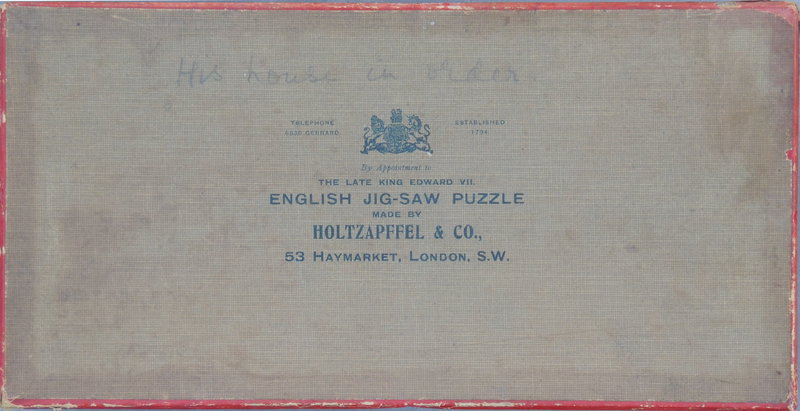 His house in order
TELEPHONE
ESTABLISHED
GERRARD.
1794.
By Appointment to
THE LATE KING EDWARD VII.
ENGLISH JIG-SAW PUZZLE
MADE BY
HOLTZAPFFEL & CO.,
53 HAYMARKET, LONDON, S.W.